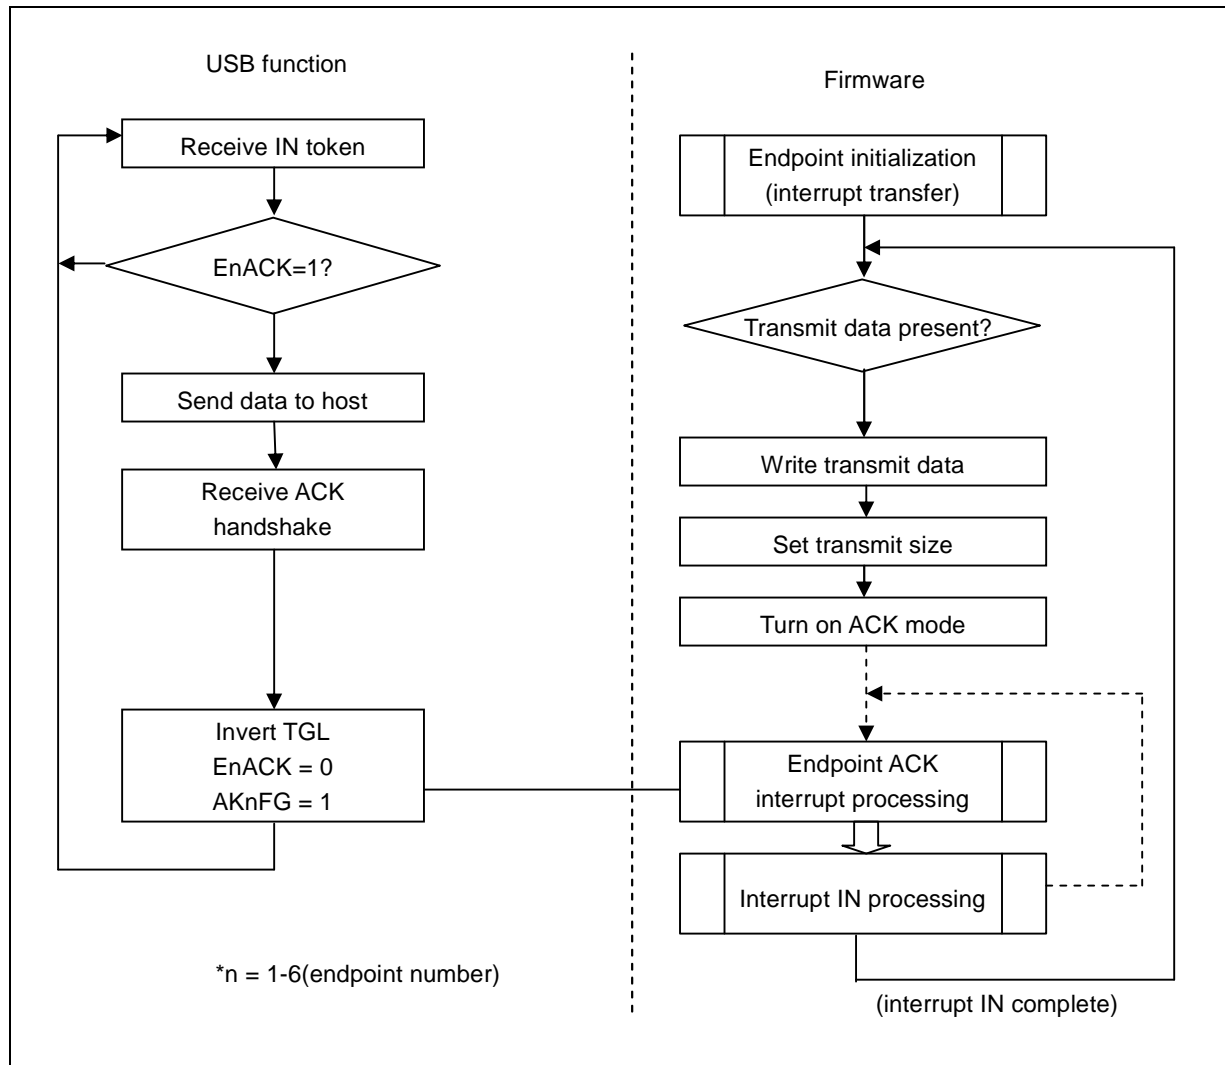 USB function
Receive IN token
EnACK=1?
Send data to host
Receive ACK
handshake
Invert TGL
EnACK = 0
AKnFG = 1
*n = 1-6(endpoint number)
Firmware
Endpoint initialization
(interrupt transfer)
Transmit data present?
Write transmit data
Set transmit size
Turn on ACK mode
Endpoint ACK
interrupt processing
Interrupt IN processing
(interrupt IN complete)